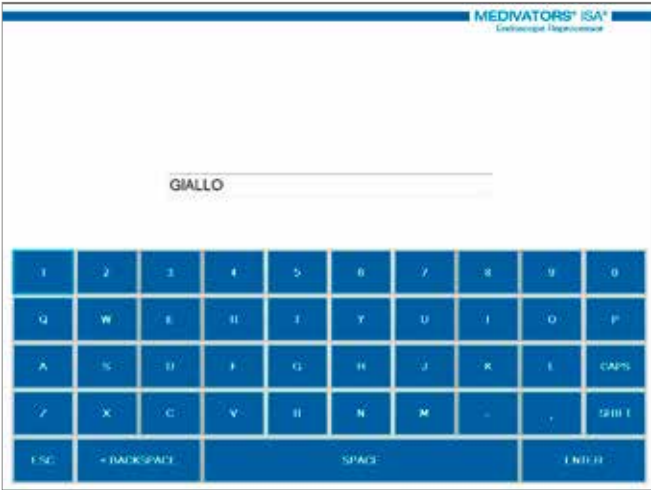 MEDIVATORS® ISA®
Endoscope Reprocessor
GIALLO
1 2 3 4 5 6 7 8 9 0
Q W E R T Y U I O P
A S D F G H J K L CAPS
Z X C V B N M - . SHIFT
ESC < BACKSPACE SPACE ENTER